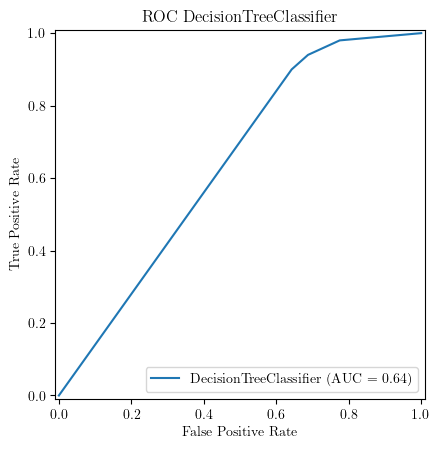 ROC DecisionTreeClassifier
1.0
0.8
0.6
0.4
0.2
0.0
True Positive Rate
DecisionTreeClassifier (AUC = 0.64)
0.0 0.2 0.4 0.6 0.8 1.0
False Positive Rate